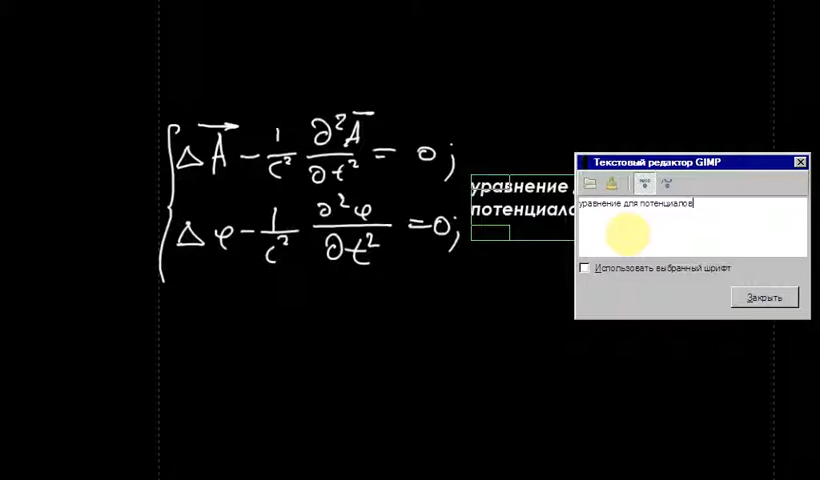 ΔA⃗ − 1/c² ∂²A̅/∂t² = 0;
Δφ − 1/c² ∂²φ/∂t² = 0;
уравнение
потенциало
Текстовый редактор GIMP
уравнение для потенциалов
Использовать выбранный шрифт
Закрыть